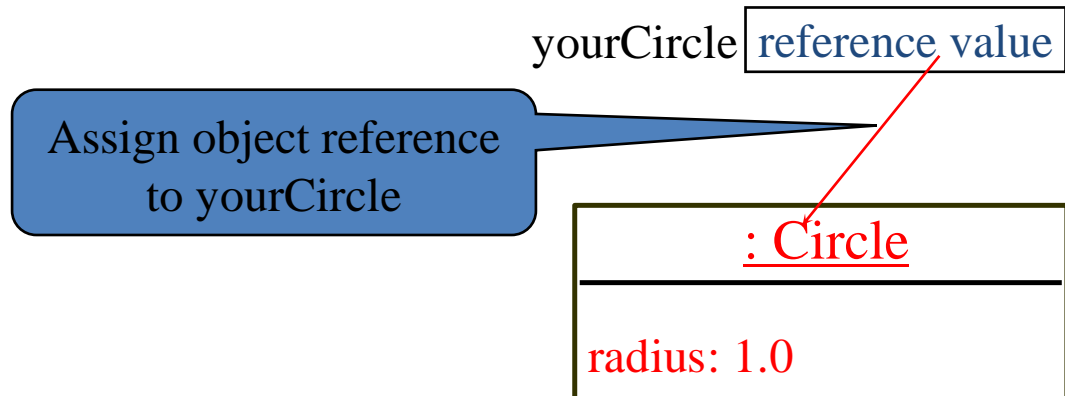 yourCircle reference value
Assign object reference
to yourCircle
: Circle
radius: 1.0